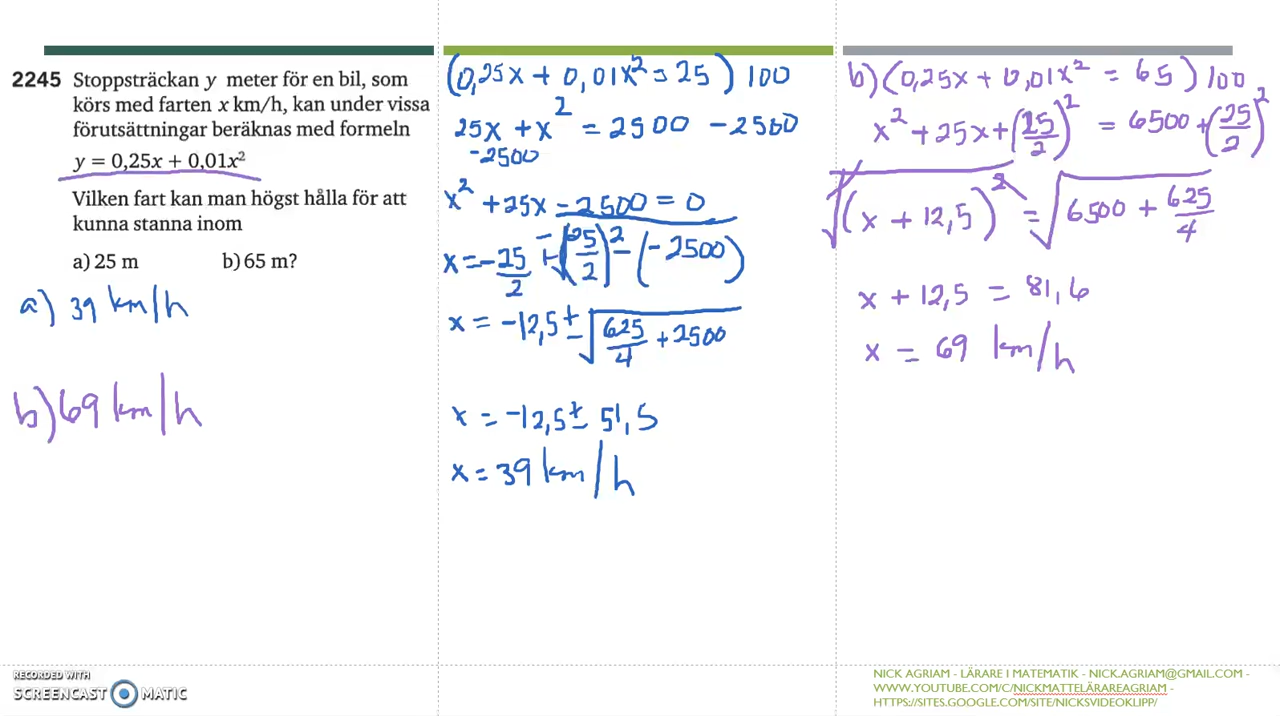 2245 Stoppsträckan y meter för en bil, som
körs med farten x km/h, kan under vissa
förutsättningar beräknas med formeln
y = 0,25x + 0,01x²
Vilken fart kan man högst hålla för att
kunna stanna inom
a) 25 m b) 65 m?
a) 39 km/h
b) 69 km/h
(0,25x + 0,01x² = 25) 100
25x + x² = 2500 - 2500
-2500
x² + 25x - 2500 = 0
x = -25/2 ± √(25/2)² - (-2500)
x = -12,5 ± √625/4 + 2500
x = -12,5 ± 51,5
x = 39 km/h
b) (0,25x + 0,01x² = 65) 100
x² + 25x + (25/2)² = 6500 + (25/2)²
√(x + 12,5)² = √6500 + 625/4
x + 12,5 = 81,6
x = 69 km/h
RECORDED WITH
SCREENCAST MATIC
NICK AGRIAM - LÄRARE I MATEMATIK - NICK.AGRIAM@GMAIL.COM -
WWW.YOUTUBE.COM/C/NICKMATTELÄRAREAGRIAM -
HTTPS://SITES.GOOGLE.COM/SITE/NICKSVIDEOKLIPP/